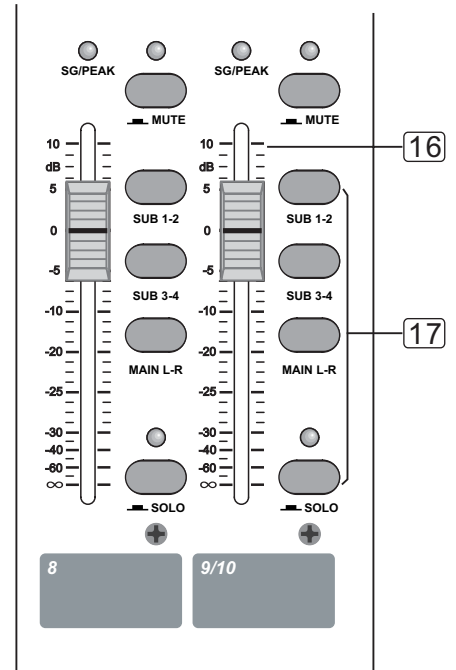 SG/PEAK SG/PEAK
MUTE MUTE
10 10
dB dB
5 5
SUB 1-2 SUB 1-2
0 0
-5 -5
SUB 3-4 SUB 3-4
-10 -10
-20 -20
MAIN L-R MAIN L-R
-25 -25
-30 -30
-40 -40
-60 -60
∞ ∞
SOLO SOLO
8 9/10
16
17